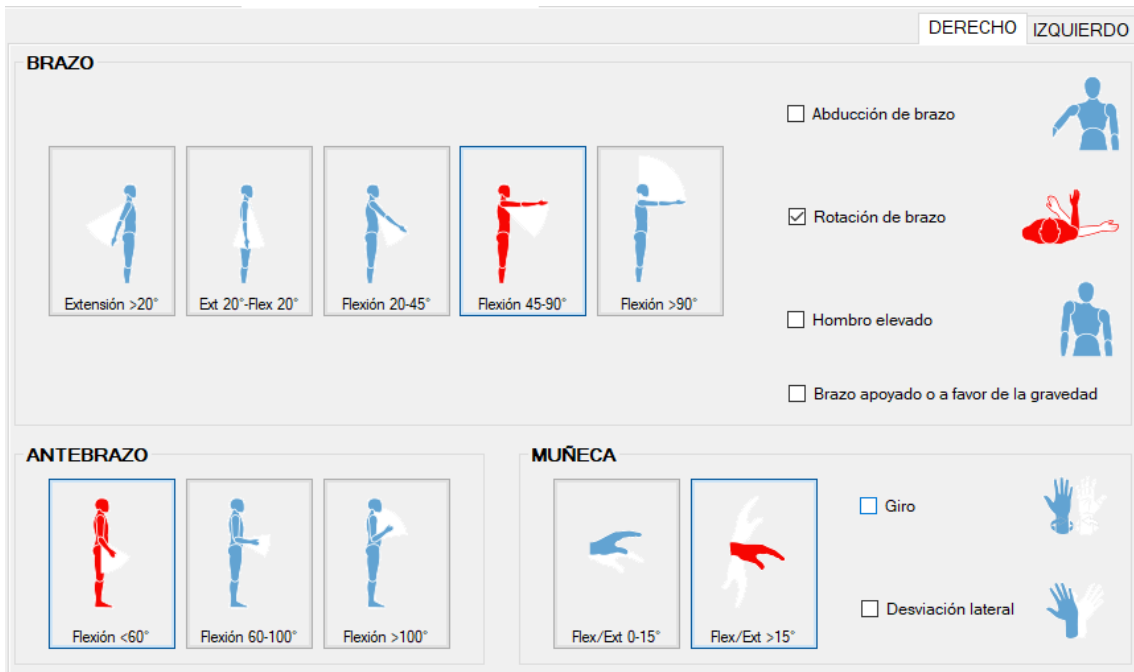 DERECHO IZQUIERDO
BRAZO
Abducción de brazo
Rotación de brazo
Extensión >20° Ext 20°-Flex 20° Flexión 20-45° Flexión 45-90° Flexión >90°
Hombro elevado
Brazo apoyado o a favor de la gravedad
ANTEBRAZO
Flexión <60° Flexión 60-100° Flexión >100°
MUÑECA
Giro
Desviación lateral
Flex/Ext 0-15° Flex/Ext >15°